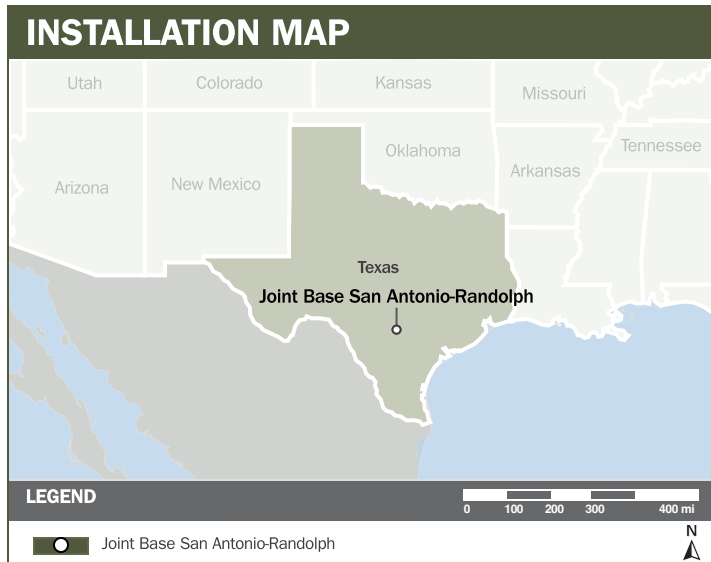 INSTALLATION MAP
Utah
Colorado
Kansas
Missouri
Tennessee
Oklahoma
Arkansas
Arizona
New Mexico
Texas
Joint Base San Antonio-Randolph
LEGEND
0 100 200 300 400 mi
N
Joint Base San Antonio-Randolph